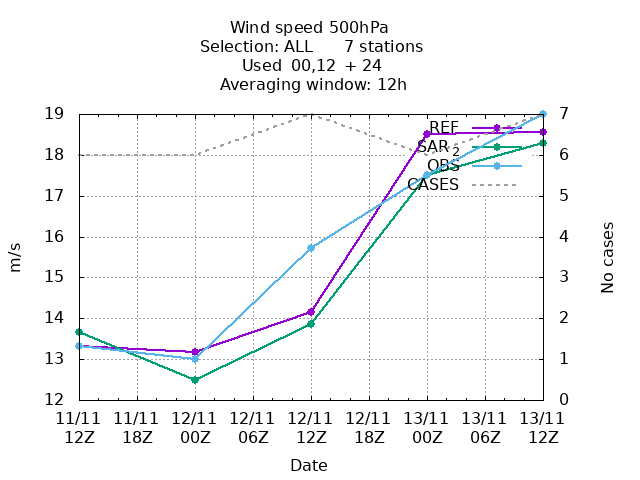 Wind speed 500hPa
Selection: ALL 7 stations
Used 00,12 + 24
Averaging window: 12h
m/s
19
18
17
16
15
14
13
12
No cases
7
6
5
4
3
2
1
0
REF
SAR 2
OBS
CASES
11/11 11/11 12/11 12/11 12/11 12/11 13/11 13/11 13/11
12Z 18Z 00Z 06Z 12Z 18Z 00Z 06Z 12Z
Date